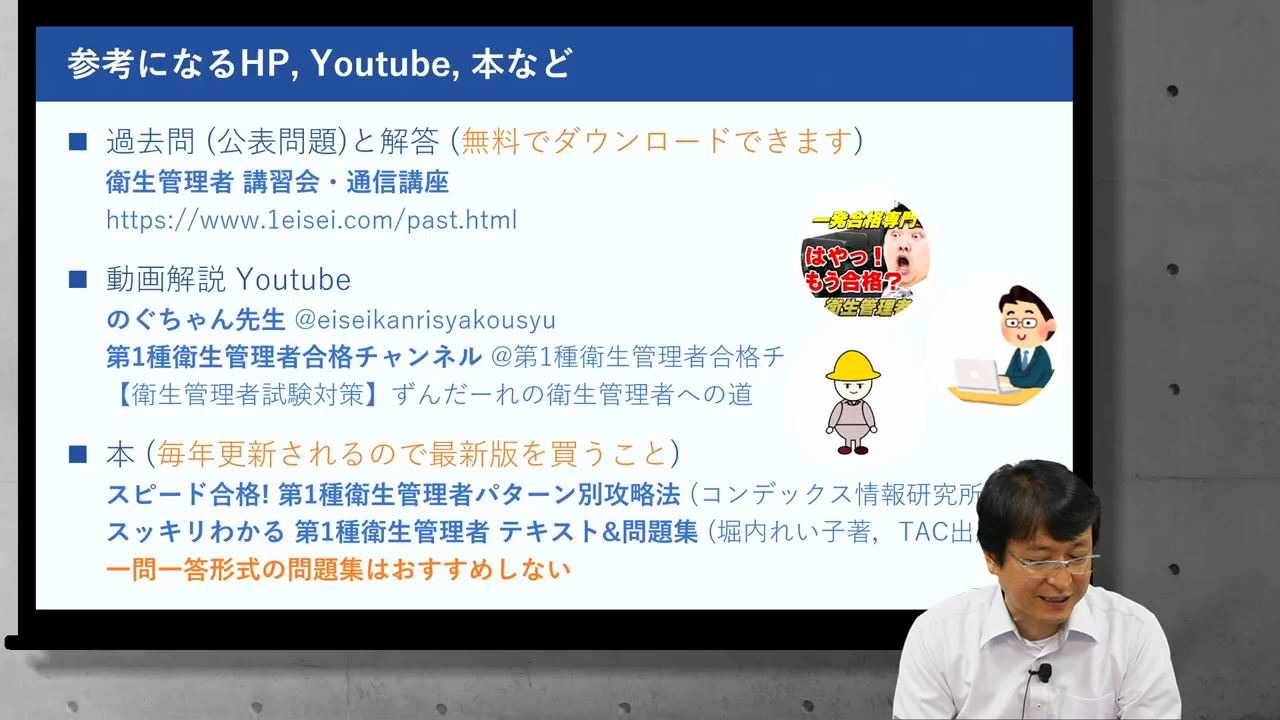 参考になるHP, Youtube, 本など
■ 過去問 (公表問題)と解答 (無料でダウンロードできます)
衛生管理者 講習会・通信講座
https://www.1eisei.com/past.html
■ 動画解説 Youtube
のぐちゃん先生 @eiseikanrisyakousyu
第1種衛生管理者合格チャンネル @第1種衛生管理者合格チ
【衛生管理者試験対策】ずんだーれの衛生管理者への道
■ 本 (毎年更新されるので最新版を買うこと)
スピード合格! 第1種衛生管理者パターン別攻略法 (コンデックス情報研究所
スッキリわかる 第1種衛生管理者 テキスト&問題集 (堀内れい子著, TAC出
一問一答形式の問題集はおすすめしない
一発合格専門
はやっ!
もう合格?
衛生管理者